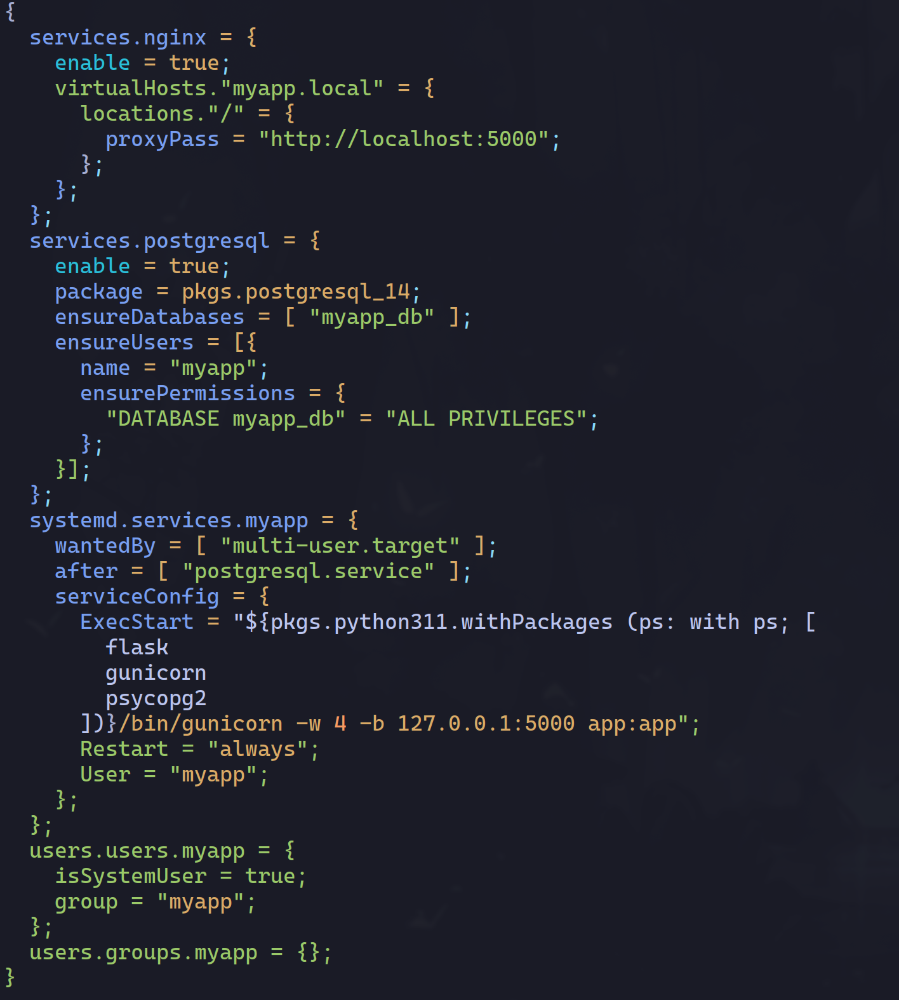 {
  services.nginx = {
    enable = true;
    virtualHosts."myapp.local" = {
      locations."/" = {
        proxyPass = "http://localhost:5000";
      };
    };
  };
  services.postgresql = {
    enable = true;
    package = pkgs.postgresql_14;
    ensureDatabases = [ "myapp_db" ];
    ensureUsers = [{
      name = "myapp";
      ensurePermissions = {
        "DATABASE myapp_db" = "ALL PRIVILEGES";
      };
    }];
  };
  systemd.services.myapp = {
    wantedBy = [ "multi-user.target" ];
    after = [ "postgresql.service" ];
    serviceConfig = {
      ExecStart = "${pkgs.python311.withPackages (ps: with ps; [
        flask
        gunicorn
        psycopg2
      ])}/bin/gunicorn -w 4 -b 127.0.0.1:5000 app:app";
      Restart = "always";
      User = "myapp";
    };
  };
  users.users.myapp = {
    isSystemUser = true;
    group = "myapp";
  };
  users.groups.myapp = {};
}